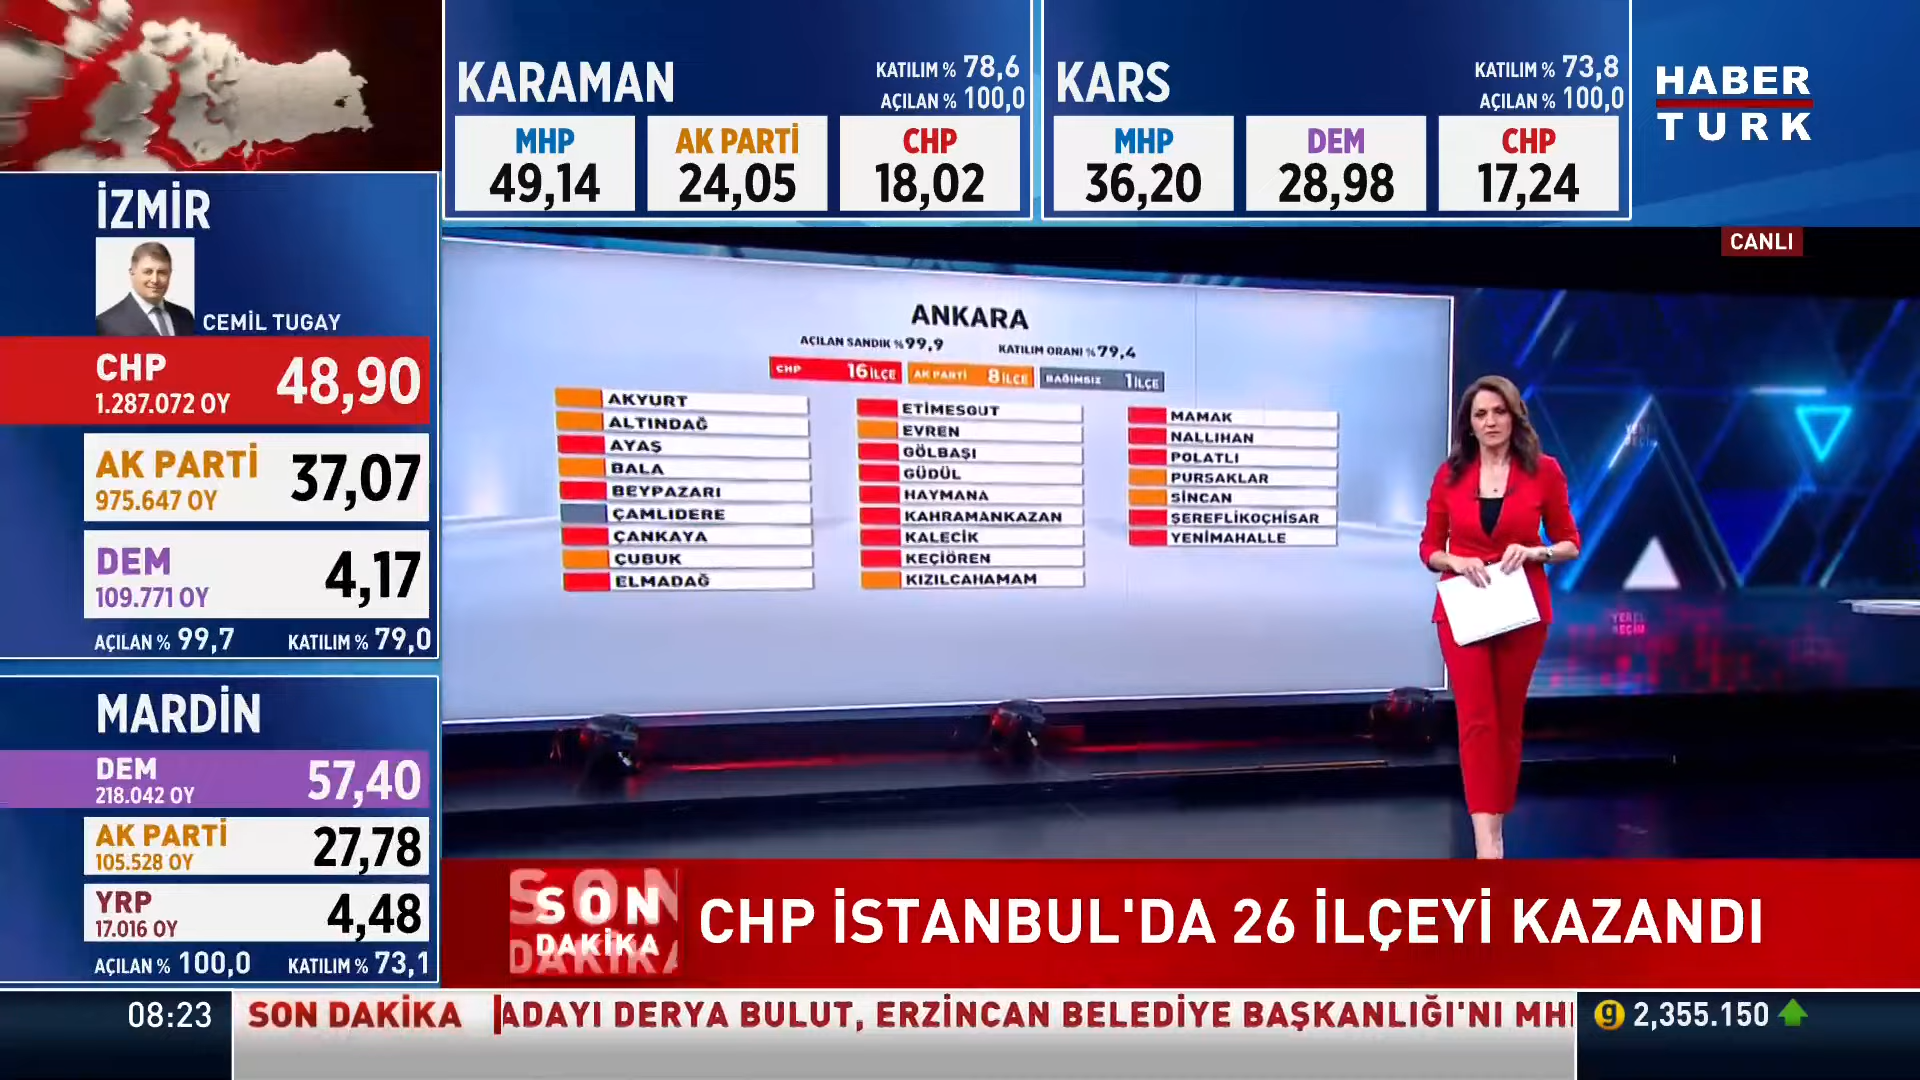 KARAMAN
KATILIM % 78,6
AÇILAN % 100,0
MHP
49,14
AK PARTİ
24,05
CHP
18,02
KARS
KATILIM % 73,8
AÇILAN % 100,0
MHP
36,20
DEM
28,98
CHP
17,24
HABER
TURK
CANLI
İZMİR
CEMİL TUGAY
CHP
1.287.072 OY
48,90
AK PARTİ
975.647 OY
37,07
DEM
109.771 OY
4,17
AÇILAN % 99,7
KATILIM % 79,0
MARDİN
DEM
218.042 OY
57,40
AK PARTİ
105.528 OY
27,78
YRP
17.016 OY
4,48
AÇILAN % 100,0
KATILIM % 73,1
ANKARA
AÇILAN SANDIK %99,9
KATILIM ORANI %79,4
CHP 16 İLÇE
AK PARTİ 8 İLÇE
BAĞIMSIZ 1 İLÇE
AKYURT
ALTINDAĞ
AYAŞ
BALA
BEYPAZARI
ÇAMLIDERE
ÇANKAYA
ÇUBUK
ELMADAĞ
ETİMESGUT
EVREN
GÖLBAŞI
GÜDÜL
HAYMANA
KAHRAMANKAZAN
KALECİK
KEÇİÖREN
KIZILCAHAMAM
MAMAK
NALLIHAN
POLATLI
PURSAKLAR
SİNCAN
ŞEREFLİKOÇHİSAR
YENİMAHALLE
YEREL
SEÇİM
SON
DAKİKA
CHP İSTANBUL'DA 26 İLÇEYİ KAZANDI
08:23
SON DAKİKA
ADAYI DERYA BULUT, ERZİNCAN BELEDİYE BAŞKANLIĞI'NI MH
g 2,355.150